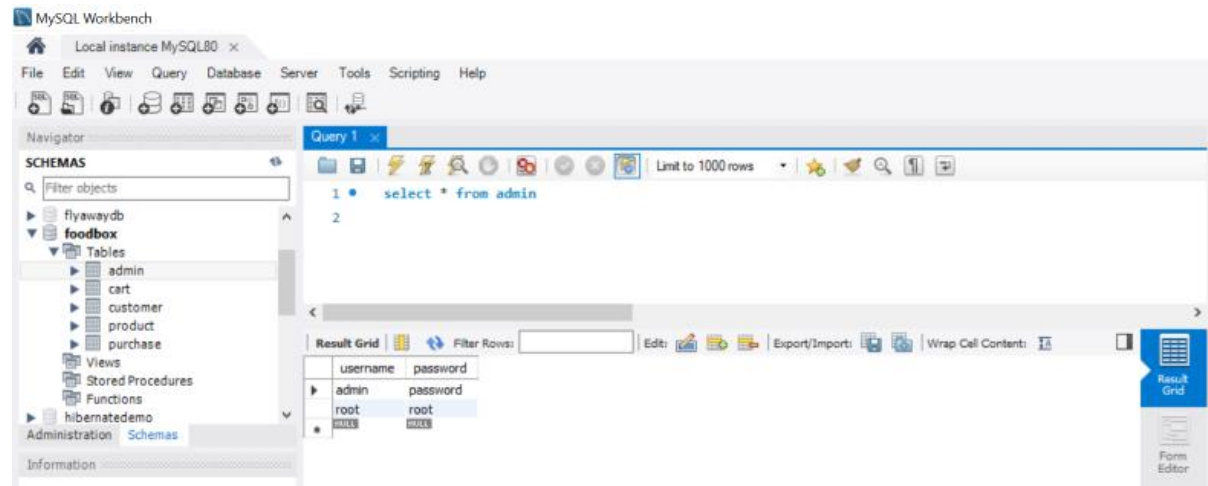 MySQL Workbench
Local instance MySQL80 ×
File Edit View Query Database Server Tools Scripting Help
Navigator
Query 1 ×
SCHEMAS
Filter objects
Limit to 1000 rows
1 select * from admin
2
flyawaydb
foodbox
Tables
admin
cart
customer
product
purchase
Views
Stored Procedures
Functions
hibernatedemo
Administration Schemas
Information
Result Grid Filter Rows: Edit: Export/Import: Wrap Cell Content:
username password
admin password
root root
NULL NULL
Result
Grid
Form
Editor